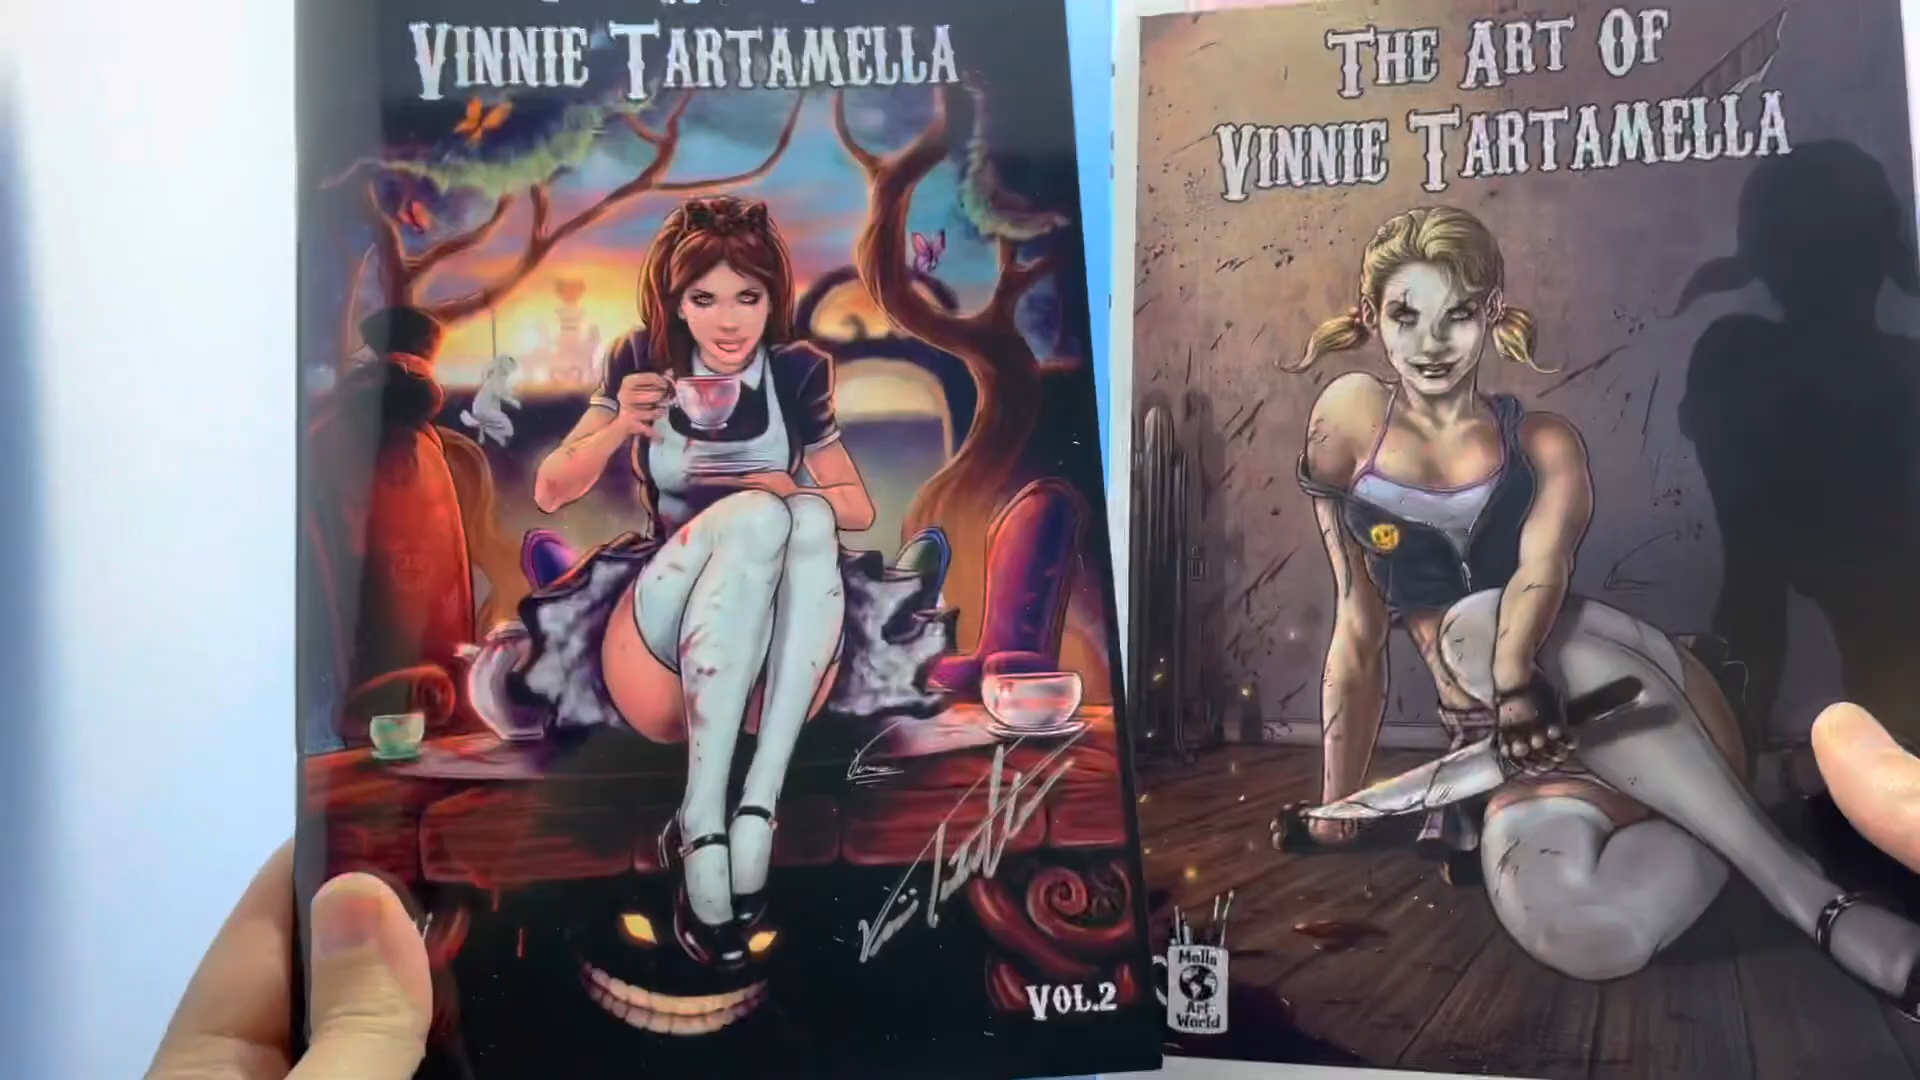 VINNIE TARTAMELLA
VOL.2
THE ART OF
VINNIE TARTAMELLA
Mella
Art
World